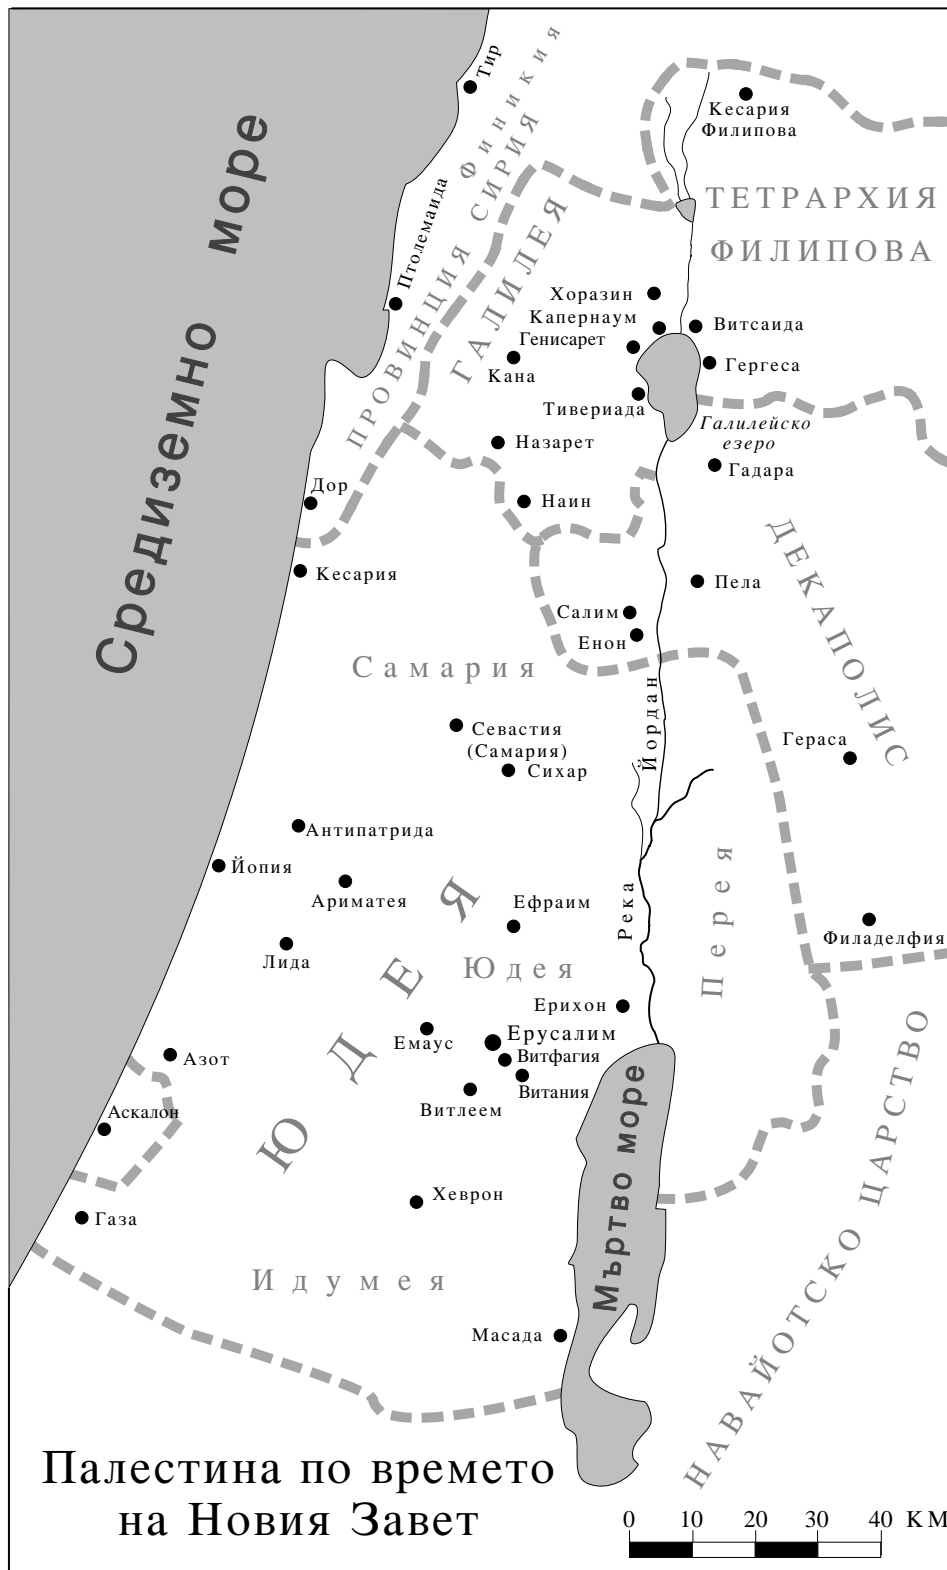 Тир
Финикия
ПРОВИНЦИЯ СИРИЯ
Кесария
Филипова
ТЕТРАРХИЯ
ФИЛИПОВА
Средиземно море
Птолемаида
ГАЛИЛЕЯ
Хоразин
Капернаум
Генисарет
Витсаида
Кана
Гергеса
Тивериада
Галилейско
езеро
Назарет
Гадара
Дор
Наин
ДЕКАПОЛИС
Кесария
Пела
Салим
Енон
Самария
Севастия
(Самария)
Сихар
Река Йордан
Гераса
Антипатрида
Йопия
Ариматея
Ефраим
Перея
Лида
Юдея
ЮДЕЯ
Филаделфия
Ерихон
Емаус
Ерусалим
Витфагия
Витания
Витлеем
Азот
Аскалон
Газа
Хеврон
Мъртво море
Идумея
Масада
НАВАЙОТСКО ЦАРСТВО
Палестина по времето
на Новия Завет
0 10 20 30 40 КМ